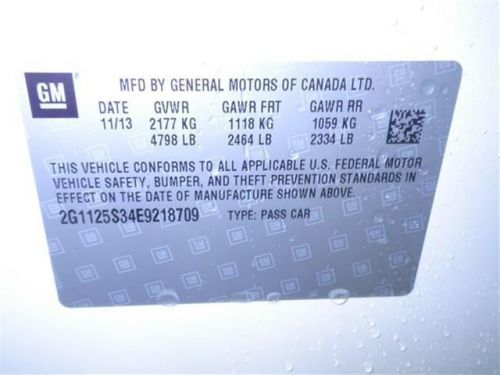 GM
MFD BY GENERAL MOTORS OF CANADA LTD.
DATE GVWR GAWR FRT GAWR RR
11/13 2177 KG 1118 KG 1059 KG
4798 LB 2464 LB 2334 LB
THIS VEHICLE CONFORMS TO ALL APPLICABLE U.S. FEDERAL MOTOR
VEHICLE SAFETY, BUMPER, AND THEFT PREVENTION STANDARDS IN
EFFECT ON THE DATE OF MANUFACTURE SHOWN ABOVE.
2G1125S34E9218709 TYPE: PASS CAR